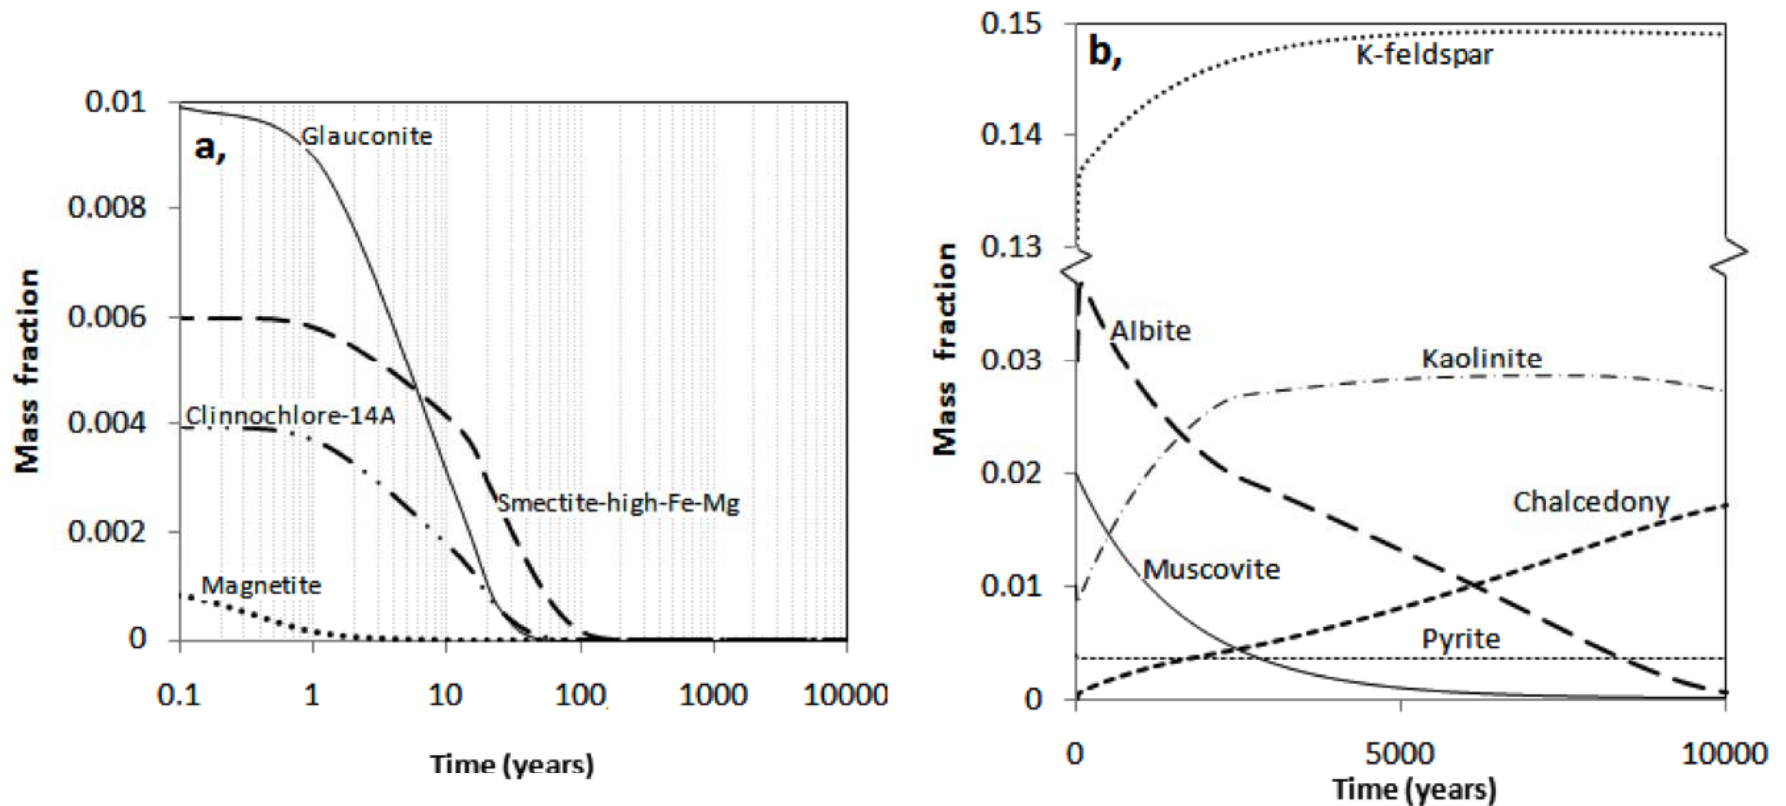 a,
0.01
0.008
0.006
0.004
0.002
0
Mass fraction
Glauconite
Clinnochlore-14A
Smectite-high-Fe-Mg
Magnetite
0.1 1 10 100 1000 10000
Time (years)
b,
0.15
0.14
0.13
0.03
0.02
0.01
0
Mass fraction
K-feldspar
Albite
Kaolinite
Chalcedony
Muscovite
Pyrite
0 5000 10000
Time (years)